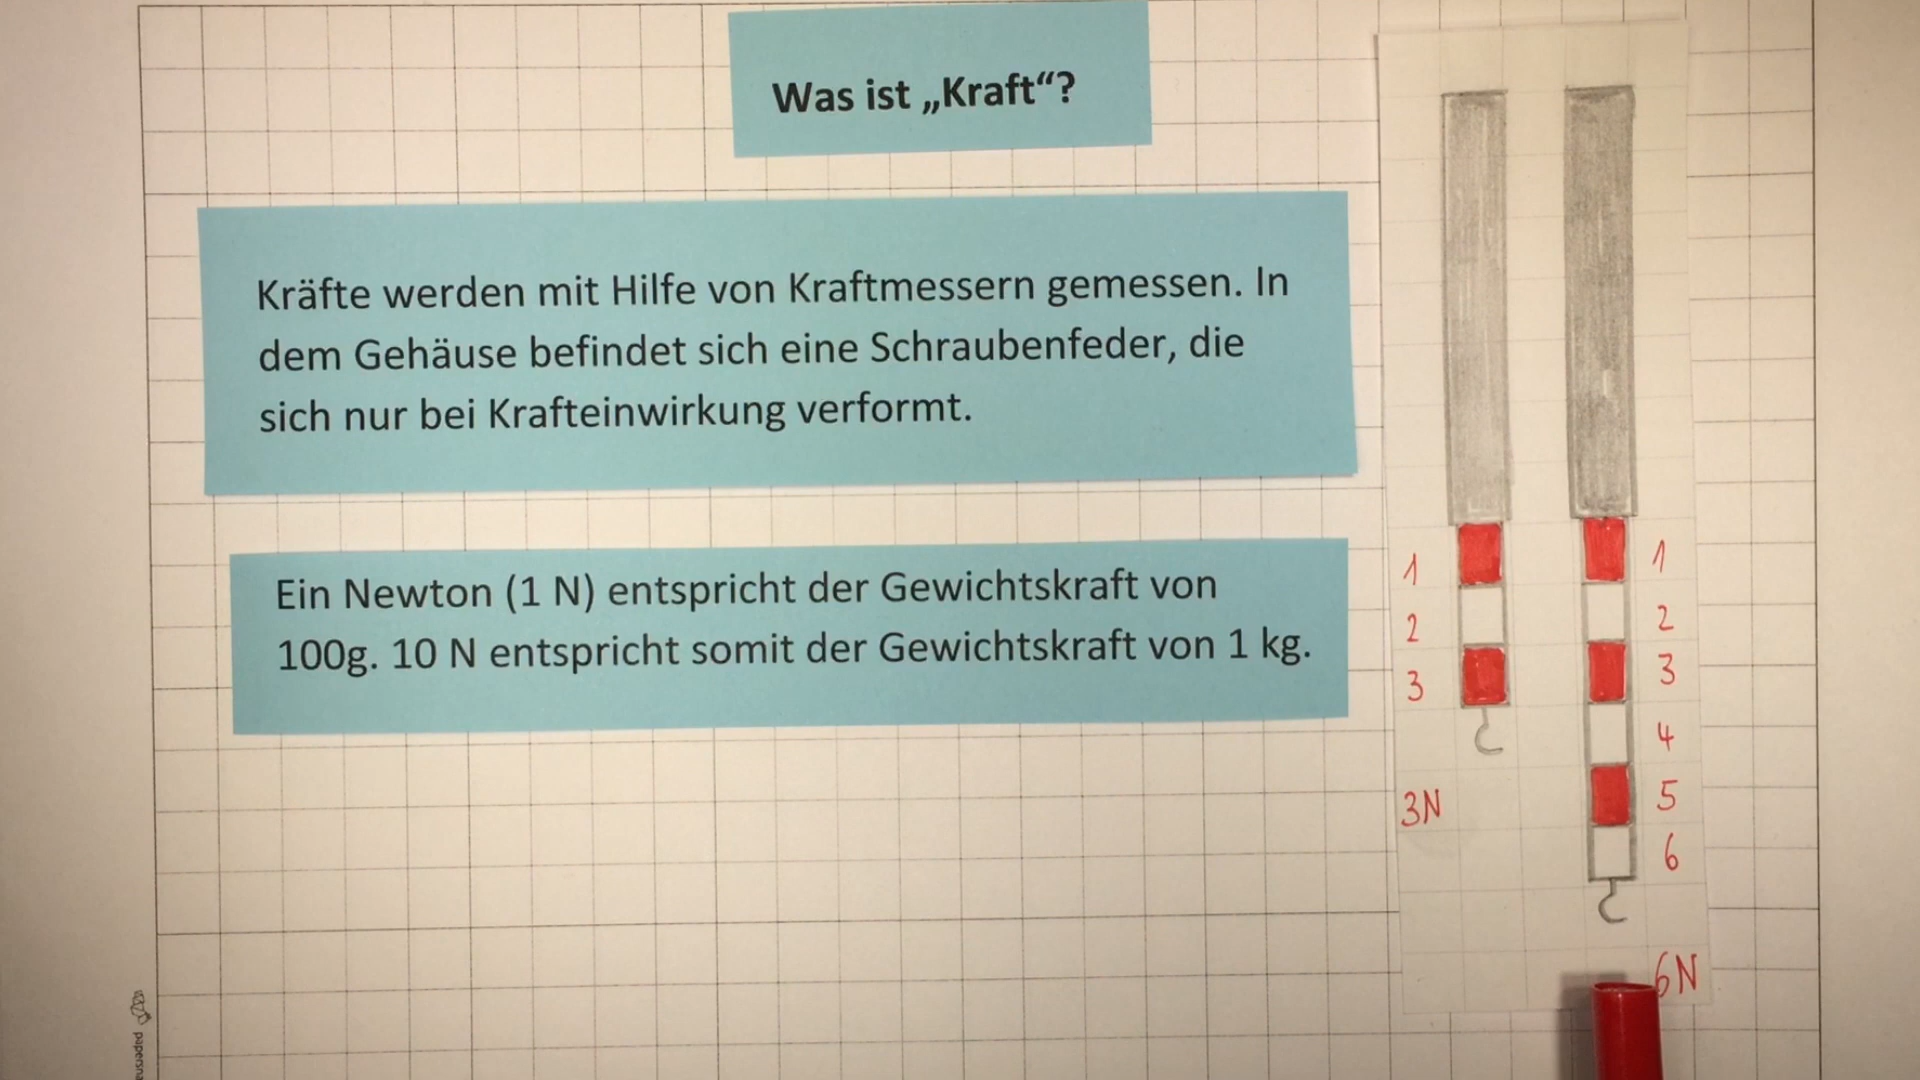 Was ist „Kraft“?
Kräfte werden mit Hilfe von Kraftmessern gemessen. In
dem Gehäuse befindet sich eine Schraubenfeder, die
sich nur bei Krafteinwirkung verformt.
Ein Newton (1 N) entspricht der Gewichtskraft von
100g. 10 N entspricht somit der Gewichtskraft von 1 kg.
1
2
3
3N
1
2
3
4
5
6
6N